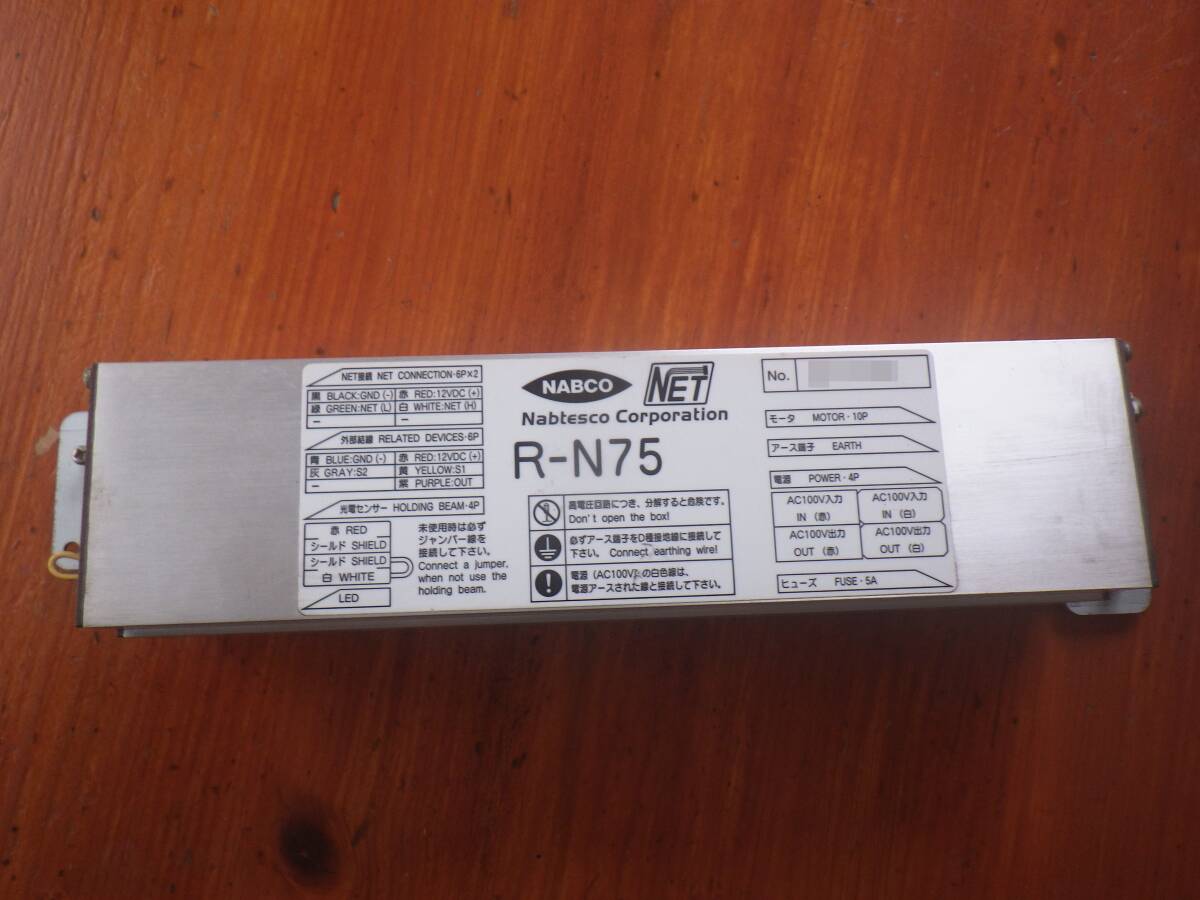 NET接続 NET CONNECTION・6P×2
黒 BLACK:GND (-) 赤 RED:12VDC (+)
緑 GREEN:NET (L) 白 WHITE:NET (H)
- -
外部結線 RELATED DEVICES・6P
青 BLUE:GND (-) 赤 RED:12VDC (+)
灰 GRAY:S2 黄 YELLOW:S1
- 紫 PURPLE:OUT
光電センサー HOLDING BEAM・4P
赤 RED
シールド SHIELD
シールド SHIELD
白 WHITE
LED
未使用時は必ず
ジャンパー線を
接続して下さい。
Connect a jumper,
when not use the
holding beam.
NABCO NET
Nabtesco Corporation
R-N75
高電圧回路につき、分解すると危険です。
Don't open the box!
必ずアース端子をD種接地線に接続して
下さい。 Connect earthing wire!
電源 (AC100V) の白色線は、
電源アースされた線と接続して下さい。
No.
モータ MOTOR・10P
アース端子 EARTH
電源 POWER・4P
AC100V入力 IN (赤)
AC100V入力 IN (白)
AC100V出力 OUT (赤)
AC100V出力 OUT (白)
ヒューズ FUSE・5A